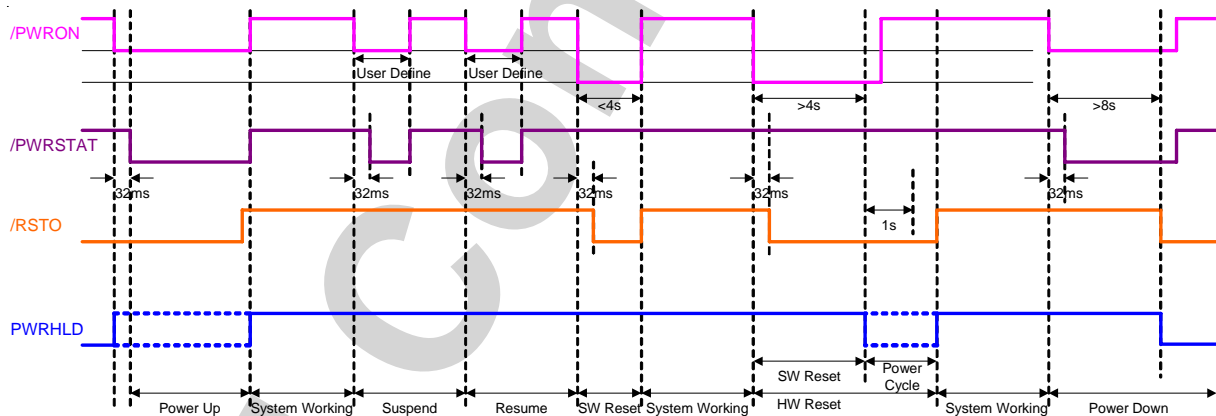 /PWRON
User Define
User Define
<4s
>4s
>8s
/PWRSTAT
32ms
32ms
32ms
32ms
32ms
32ms
/RSTO
1s
PWRHLD
SW Reset
Power
Cycle
Power Up
System Working
Suspend
Resume
SW Reset
System Working
HW Reset
System Working
Power Down
Con